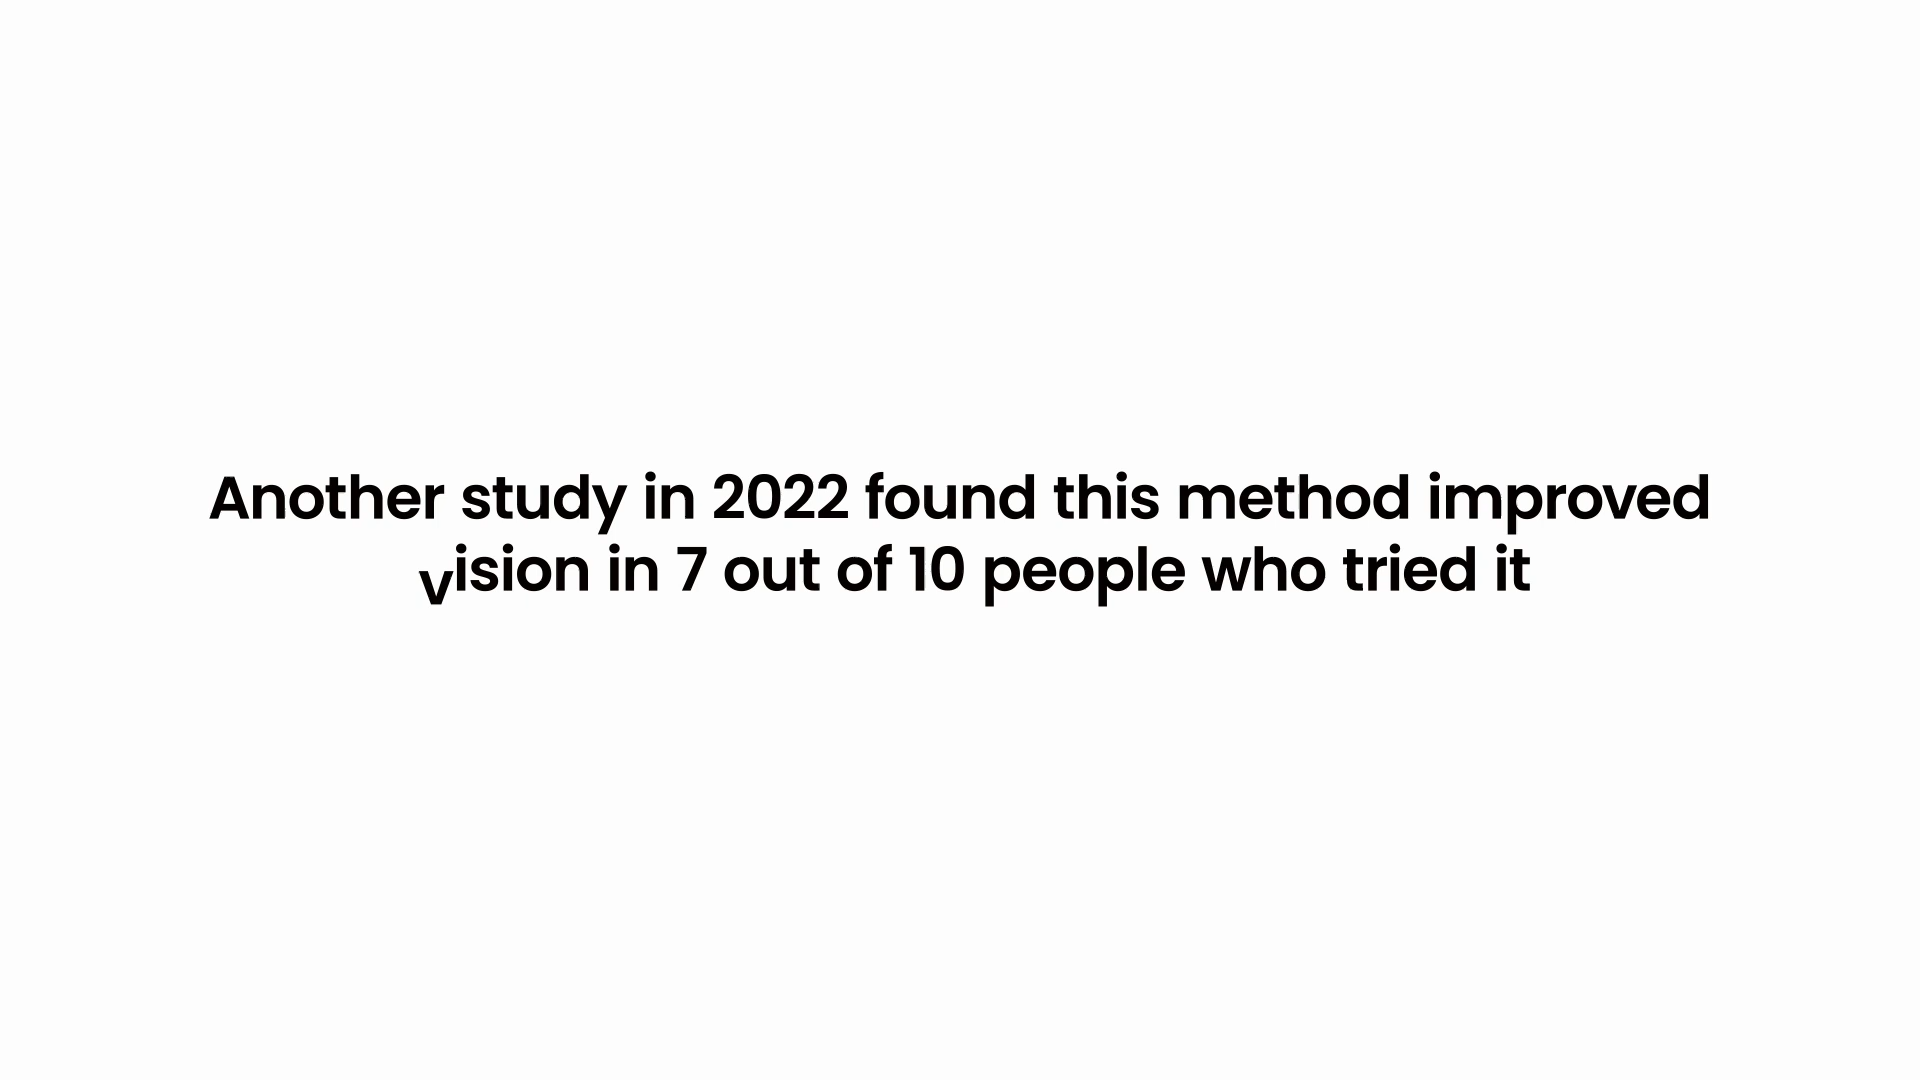 Another study in 2022 found this method improved
vision in 7 out of 10 people who tried it